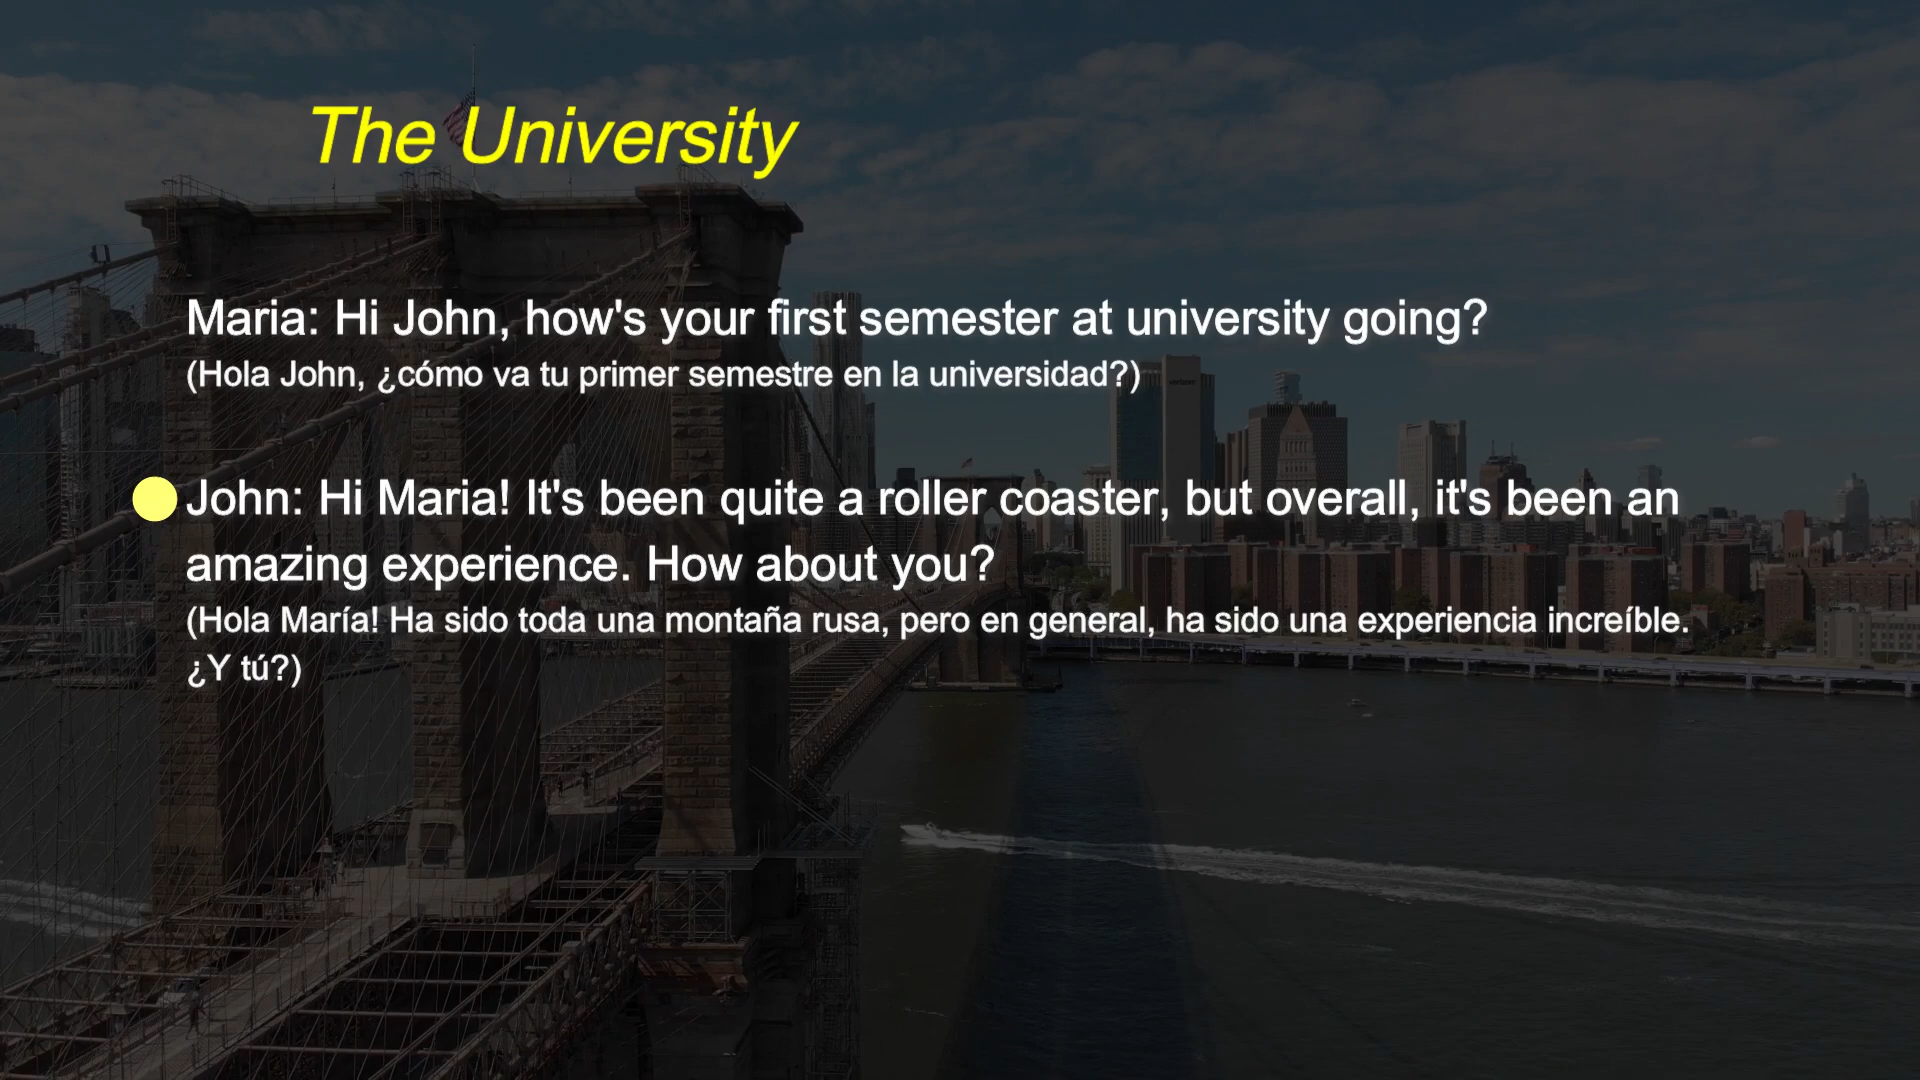 The University
Maria: Hi John, how's your first semester at university going?
(Hola John, ¿cómo va tu primer semestre en la universidad?)
John: Hi Maria! It's been quite a roller coaster, but overall, it's been an
amazing experience. How about you?
(Hola María! Ha sido toda una montaña rusa, pero en general, ha sido una experiencia increíble.
¿Y tú?)
verizon